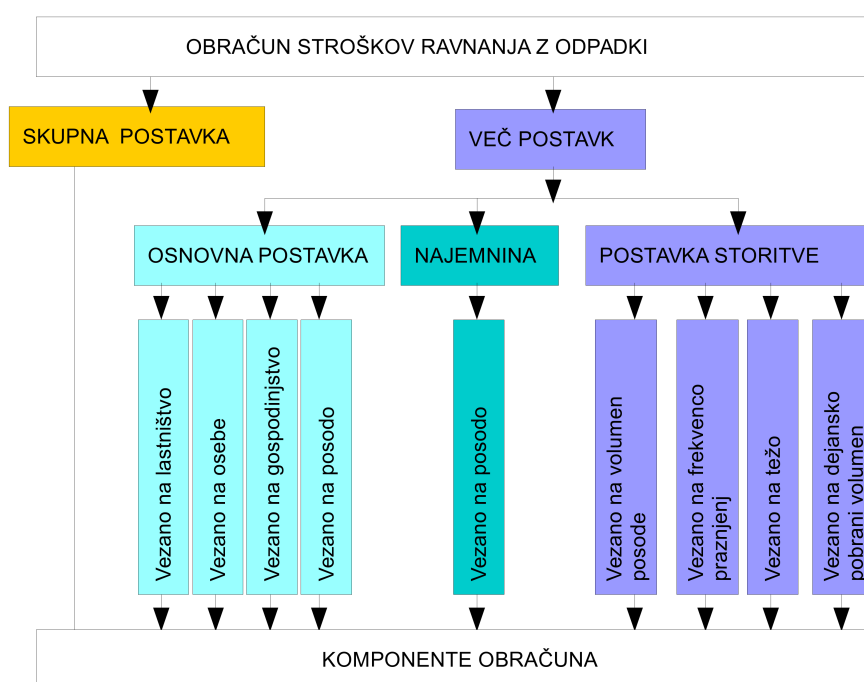 OBRAČUN STROŠKOV RAVNANJA Z ODPADKI
SKUPNA POSTAVKA
VEČ POSTAVK
OSNOVNA POSTAVKA
NAJEMNINA
POSTAVKA STORITVE
Vezano na lastništvo
Vezano na osebe
Vezano na gospodinjstvo
Vezano na posodo
Vezano na posodo
Vezano na volumen
posode
Vezano na frekvenco
praznjenj
Vezano na težo
Vezano na dejansko
pobrani volumen
KOMPONENTE OBRAČUNA